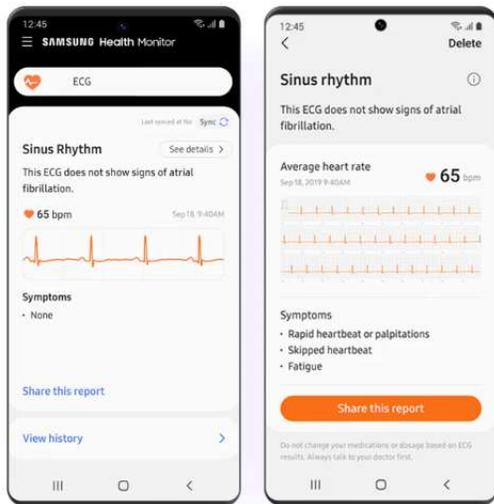 12:45
SAMSUNG Health Monitor
ECG
Last synced at No Sync
Sinus Rhythm
See details >
This ECG does not show signs of atrial
fibrillation.
65 bpm
Sep 18, 9:40AM
Symptoms
• None
Share this report
View history
12:45
Delete
Sinus rhythm
This ECG does not show signs of atrial
fibrillation.
Average heart rate
Sep 18, 2019 9:40AM
65 bpm
Symptoms
• Rapid heartbeat or palpitations
• Skipped heartbeat
• Fatigue
Share this report
Do not change your medications or dosage based on ECG
results. Always talk to your doctor first.